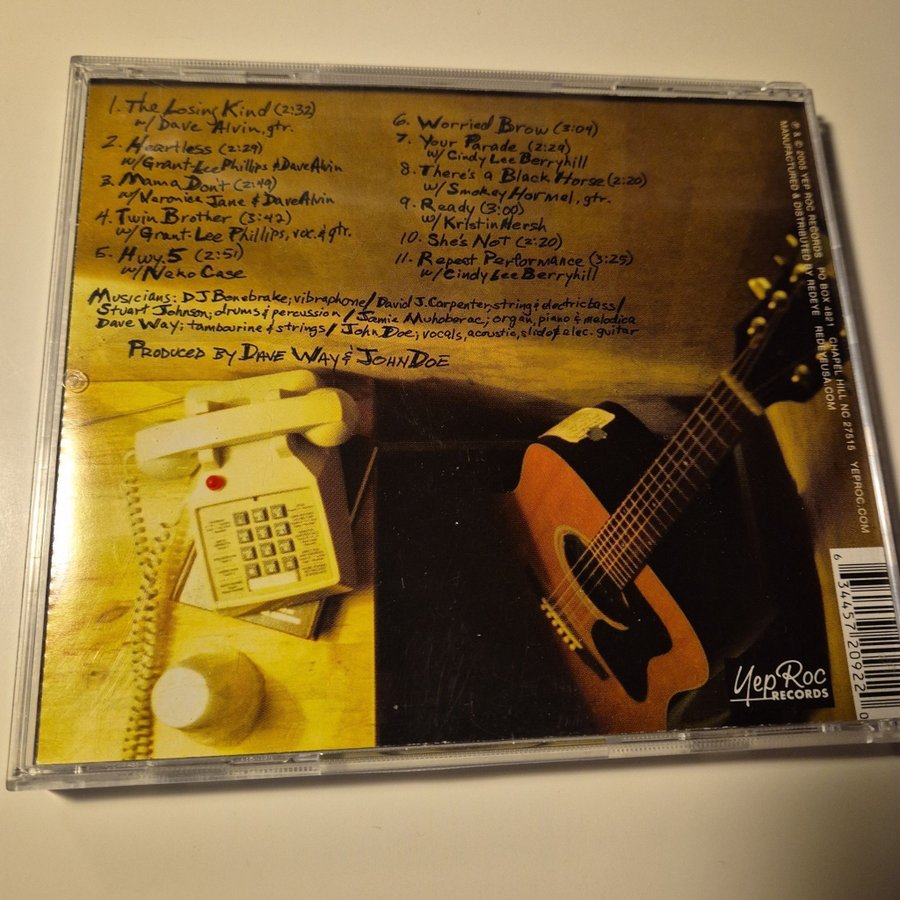 1. The Losing Kind (2:32)
w/ Dave Alvin, gtr.
2. Heartless (2:29)
w/ Grant-Lee Phillips & Dave Alvin
3. Mama Don't (2:49)
w/ Veronica Jane & Dave Alvin
4. Twin Brother (3:42)
w/ Grant-Lee Phillips, voc. & gtr.
5. Hwy. 5 (2:51)
w/ Neko Case
6. Worried Brow (3:04)
7. Your Parade (2:29)
w/ Cindy Lee Berryhill
8. There's a Black Horse (2:20)
w/ Smokey Hormel, gtr.
9. Ready (3:00)
w/ Kristin Hersh
10. She's Not (2:20)
11. Repeat Performance (3:25)
w/ Cindy Lee Berryhill
Musicians: DJ Bonebrake; vibraphone / David J. Carpenter; string & electric bass /
Stuart Johnson; drums & percussion / Jamie Muhoberac; organ, piano & melodica
Dave Way; tambourine & strings / John Doe; vocals, acoustic, slide & elec. guitar
Produced by Dave Way & John Doe
℗ & © 2005 YEP ROC RECORDS PO BOX 4821 CHAPEL HILL NC 27515 YEPROC.COM
MANUFACTURED & DISTRIBUTED BY REDEYE REDEYEUSA.COM
Yep Roc
RECORDS
6 34457 20922 0